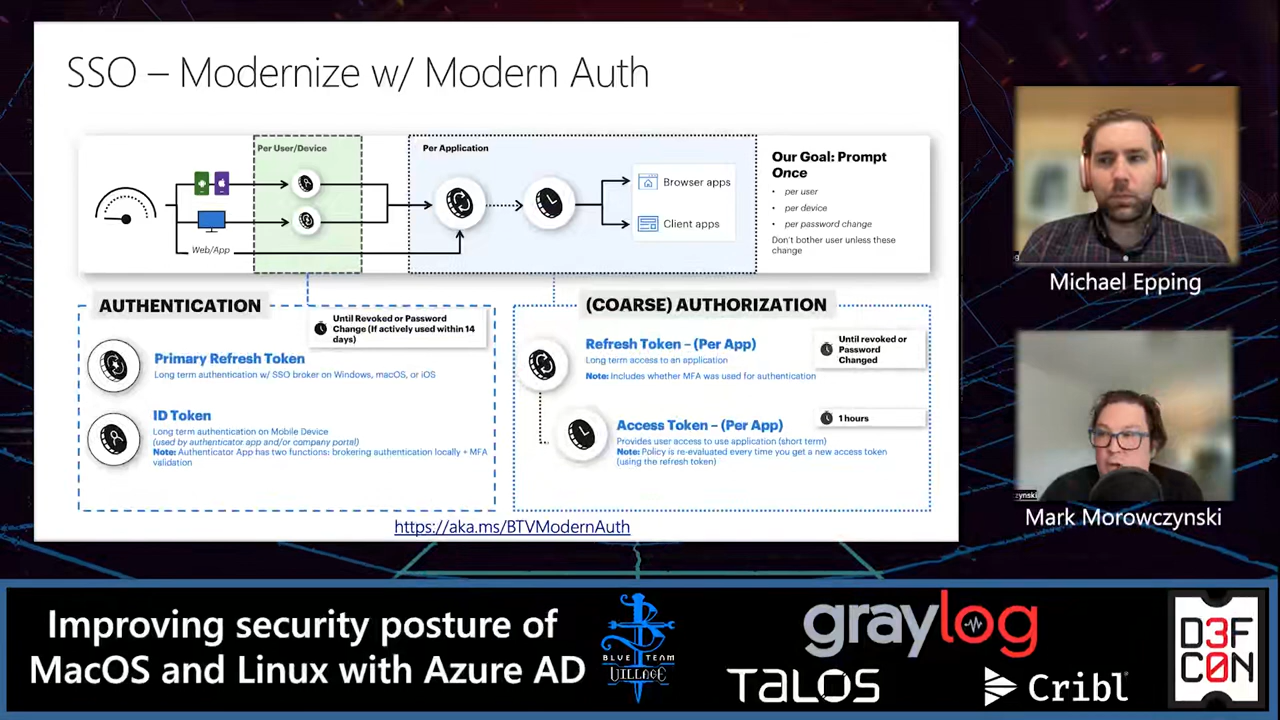 SSO – Modernize w/ Modern Auth
Per User/Device
Per Application
Web/App
Browser apps
Client apps
Our Goal: Prompt
Once
• per user
• per device
• per password change
Don't bother user unless these
change
AUTHENTICATION
Until Revoked or Password
Change (If actively used within 14
days)
Primary Refresh Token
Long term authentication w/ SSO broker on Windows, macOS, or iOS
ID Token
Long term authentication on Mobile Device
(used by authenticator app and/or company portal)
Note: Authenticator App has two functions: brokering authentication locally + MFA
validation
(COARSE) AUTHORIZATION
Refresh Token – (Per App)
Long term access to an application
Note: Includes whether MFA was used for authentication
Until revoked or
Password
Changed
Access Token – (Per App)
Provides user access to use application (short term)
Note: Policy is re-evaluated every time you get a new access token
(using the refresh token)
1 hours
https://aka.ms/BTVModernAuth
Michael Epping
zynski
Mark Morowczynski
Improving security posture of
MacOS and Linux with Azure AD
BLUE TEAM
VILLAGE
graylog
TALOS
Cribl
D3F
C0N